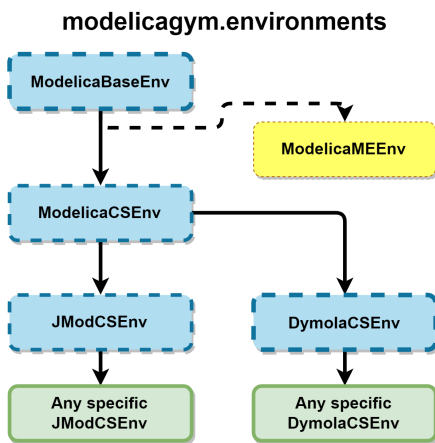 modelicagym.environments
ModelicaBaseEnv
ModelicaMEEnv
ModelicaCSEnv
JModCSEnv
DymolaCSEnv
Any specific
JModCSEnv
Any specific
DymolaCSEnv